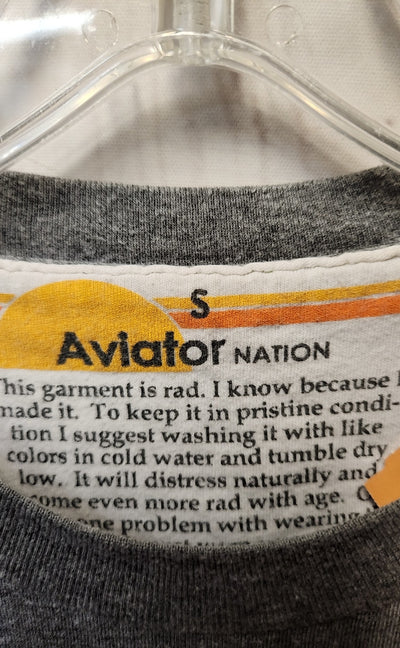 S
Aviator NATION
This garment is rad. I know because I
made it. To keep it in pristine condi-
tion I suggest washing it with like
colors in cold water and tumble dry
low. It will distress naturally and
come even more rad with age.
one problem with wearing